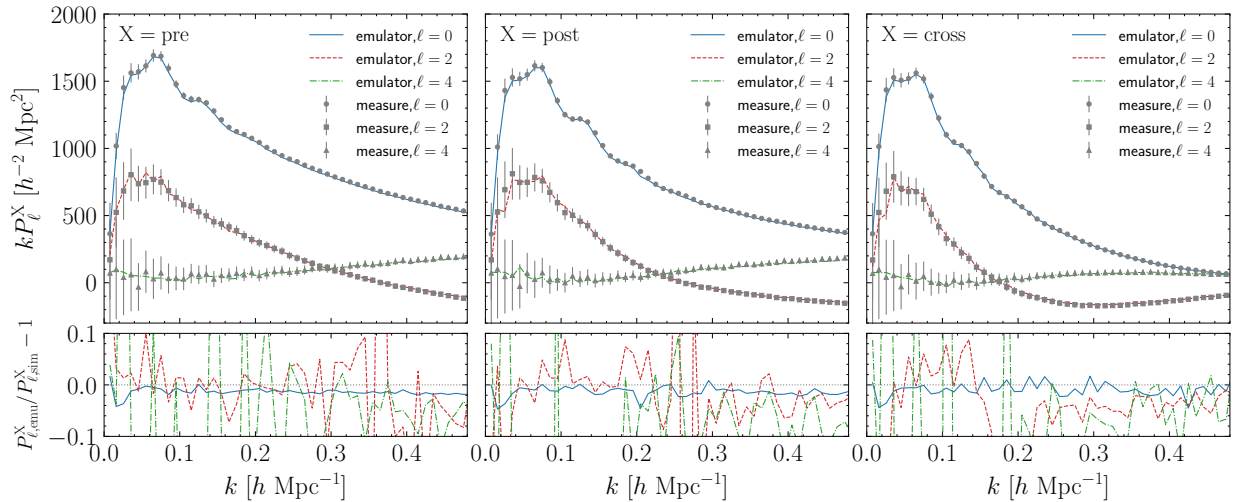 kP_ℓ^X [h^{-2} Mpc^2]
2000
1500
1000
500
0
X = pre
emulator, ℓ = 0
emulator, ℓ = 2
emulator, ℓ = 4
measure, ℓ = 0
measure, ℓ = 2
measure, ℓ = 4
X = post
emulator, ℓ = 0
emulator, ℓ = 2
emulator, ℓ = 4
measure, ℓ = 0
measure, ℓ = 2
measure, ℓ = 4
X = cross
emulator, ℓ = 0
emulator, ℓ = 2
emulator, ℓ = 4
measure, ℓ = 0
measure, ℓ = 2
measure, ℓ = 4
P_{ℓ,emu}^X / P_{ℓ,sim}^X − 1
0.1
0.0
−0.1
0.0 0.1 0.2 0.3 0.4
0.0 0.1 0.2 0.3 0.4
0.0 0.1 0.2 0.3 0.4
k [h Mpc^{-1}]
k [h Mpc^{-1}]
k [h Mpc^{-1}]